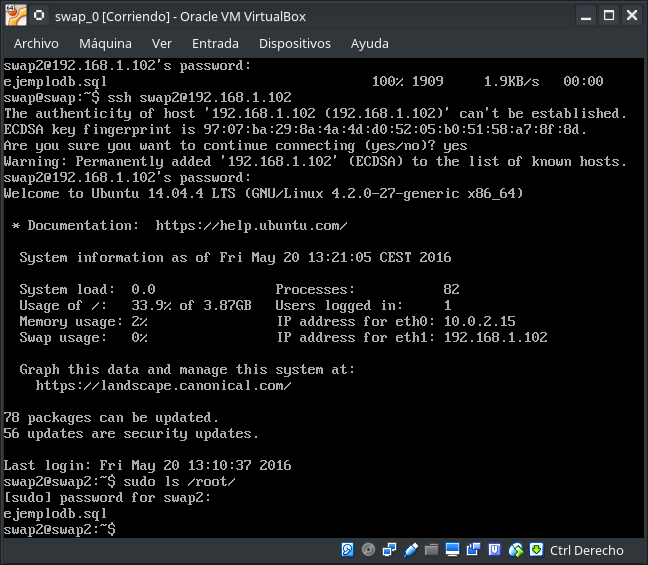 swap_0 [Corriendo] - Oracle VM VirtualBox
Archivo Máquina Ver Entrada Dispositivos Ayuda
swap2@192.168.1.102's password:
ejemplodb.sql 100% 1909 1.9KB/s 00:00
swap@swap:~$ ssh swap2@192.168.1.102
The authenticity of host '192.168.1.102 (192.168.1.102)' can't be established.
ECDSA key fingerprint is 97:07:ba:29:8a:4a:4d:d0:52:05:b0:51:58:a7:8f:8d.
Are you sure you want to continue connecting (yes/no)? yes
Warning: Permanently added '192.168.1.102' (ECDSA) to the list of known hosts.
swap2@192.168.1.102's password:
Welcome to Ubuntu 14.04.4 LTS (GNU/Linux 4.2.0-27-generic x86_64)
* Documentation: https://help.ubuntu.com/
System information as of Fri May 20 13:21:05 CEST 2016
System load: 0.0 Processes: 82
Usage of /: 33.9% of 3.87GB Users logged in: 1
Memory usage: 2% IP address for eth0: 10.0.2.15
Swap usage: 0% IP address for eth1: 192.168.1.102
Graph this data and manage this system at:
https://landscape.canonical.com/
78 packages can be updated.
56 updates are security updates.
Last login: Fri May 20 13:10:37 2016
swap2@swap2:~$ sudo ls /root/
[sudo] password for swap2:
ejemplodb.sql
swap2@swap2:~$
Ctrl Derecho